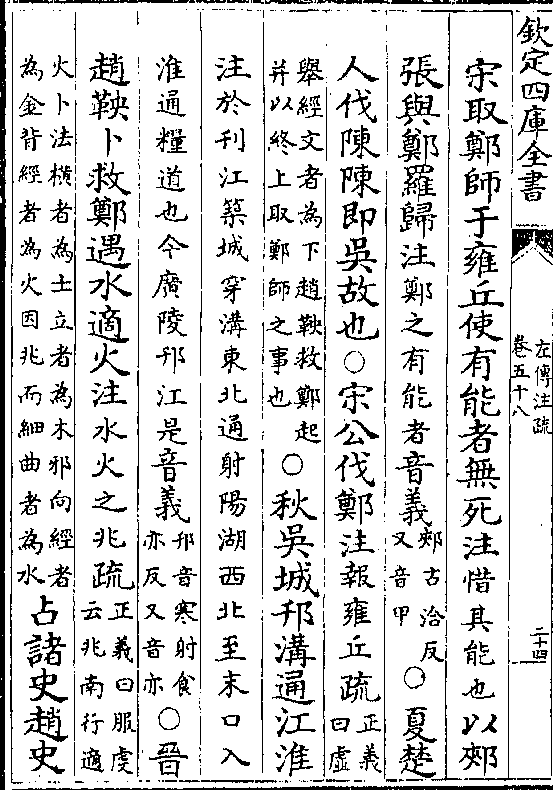 欽定四庫全書
左傳注疏
卷五十八
二十四
宋取鄭師于雍丘使有能者無死注惜其能也以郟
張與鄭羅歸注鄭之有能者音義郟古洽反又音甲○夏楚
人伐陳陳即吳故也○宋公伐鄭注報雍丘疏正義曰虛
舉經文者為下趙鞅救鄭起并以終上取鄭師之事也○秋吳城邗溝通江淮
注於刊江築城穿溝東北通射陽湖西北至末口入
淮通糧道也今廣陵邗江是音義邗音寒射食亦反又音亦○晉
趙鞅卜救鄭遇水適火注水火之兆疏正義曰服虔云兆南行適
火卜法橫者為土立者為木邪向經者為金背經者為火因兆而細曲者為水占諸史趙史